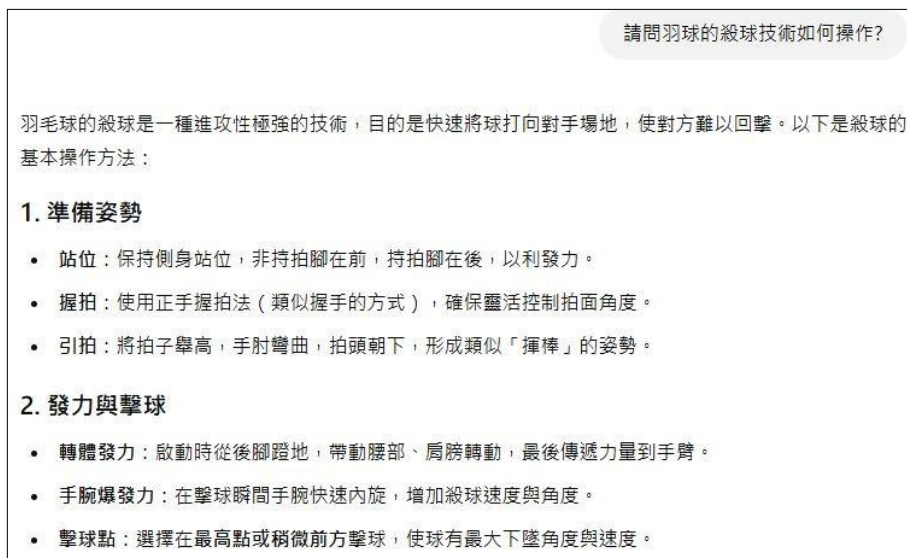 請問羽球的殺球技術如何操作?
羽毛球的殺球是一種進攻性極強的技術，目的是快速將球打向對手場地，使對方難以回擊。以下是殺球的
基本操作方法：
1. 準備姿勢
• 站位：保持側身站位，非持拍腳在前，持拍腳在後，以利發力。
• 握拍：使用正手握拍法（類似握手的方式），確保靈活控制拍面角度。
• 引拍：將拍子舉高，手肘彎曲，拍頭朝下，形成類似「揮棒」的姿勢。
2. 發力與擊球
• 轉體發力：啟動時從後腳蹬地，帶動腰部、肩膀轉動，最後傳遞力量到手臂。
• 手腕爆發力：在擊球瞬間手腕快速內旋，增加殺球速度與角度。
• 擊球點：選擇在最高點或稍微前方擊球，使球有最大下墜角度與速度。